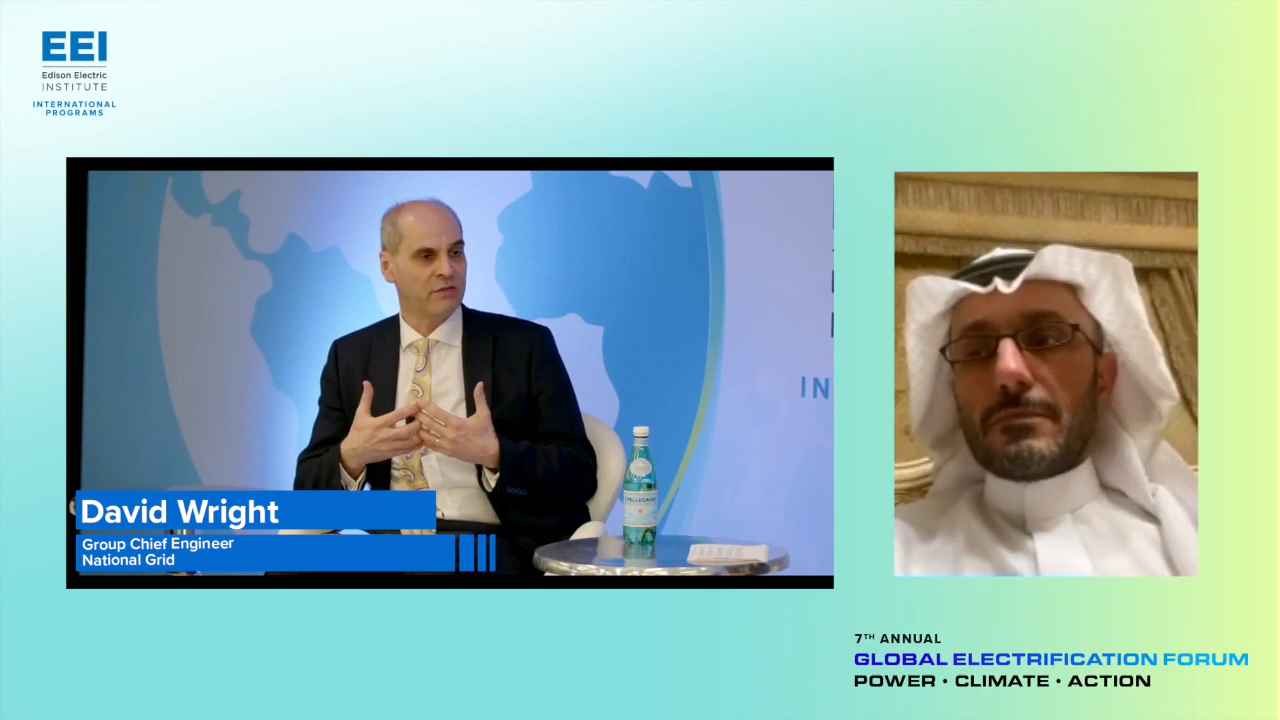 EEI
Edison Electric
INSTITUTE
INTERNATIONAL
PROGRAMS
IN
S.PELLEGRINO
David Wright
Group Chief Engineer
National Grid
7TH ANNUAL
GLOBAL ELECTRIFICATION FORUM
POWER • CLIMATE • ACTION